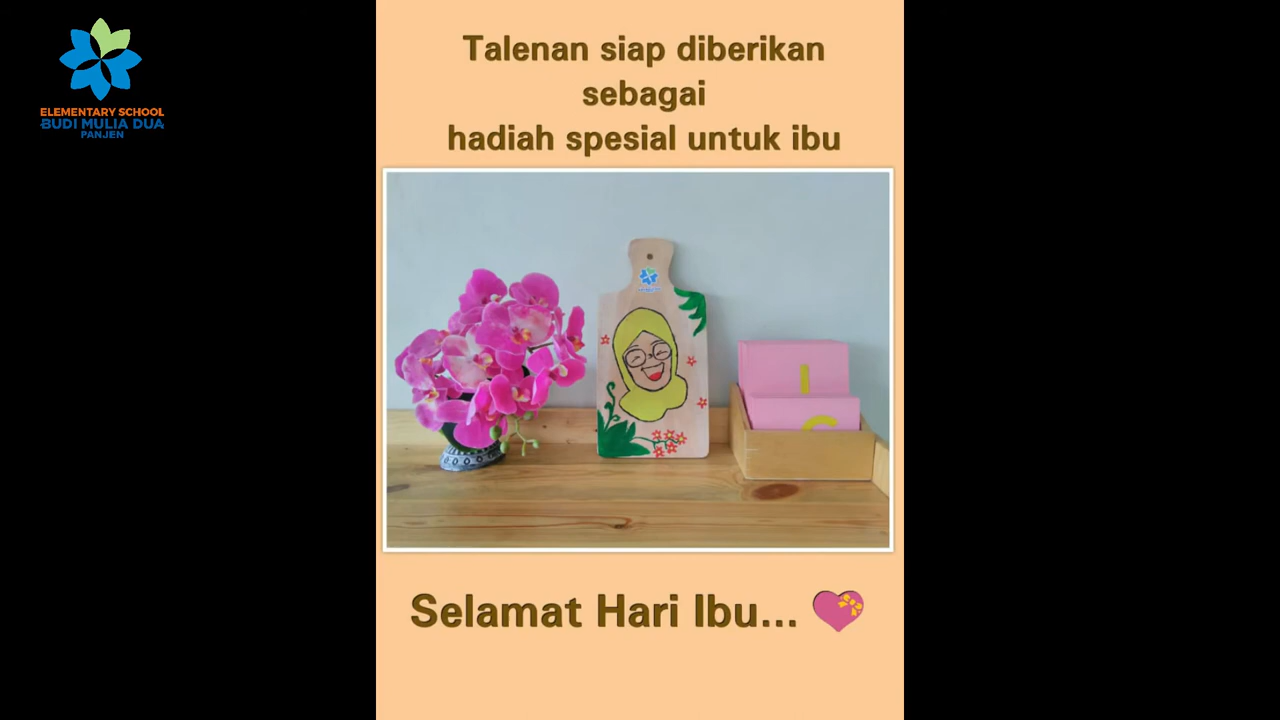 ELEMENTARY SCHOOL
BUDI MULIA DUA
PANJEN
Talenan siap diberikan
sebagai
hadiah spesial untuk ibu
I
Selamat Hari Ibu...